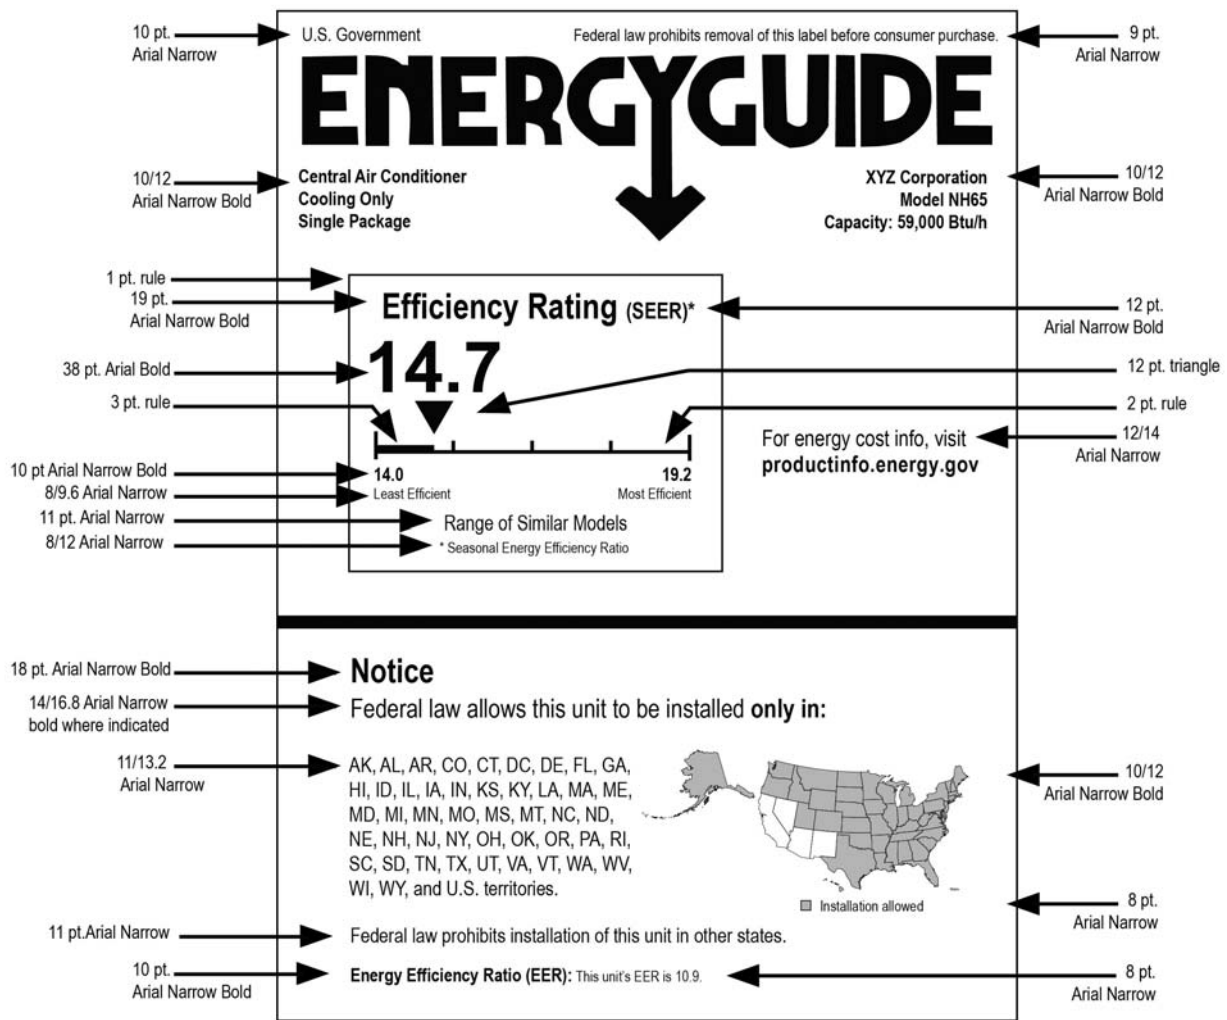 10 pt.
Arial Narrow
U.S. Government
Federal law prohibits removal of this label before consumer purchase.
9 pt.
Arial Narrow
ENERGYGUIDE
10/12
Arial Narrow Bold
Central Air Conditioner
Cooling Only
Single Package
XYZ Corporation
Model NH65
Capacity: 59,000 Btu/h
10/12
Arial Narrow Bold
1 pt. rule
19 pt.
Arial Narrow Bold
Efficiency Rating (SEER)*
12 pt.
Arial Narrow Bold
38 pt. Arial Bold
14.7
12 pt. triangle
3 pt. rule
2 pt. rule
For energy cost info, visit
productinfo.energy.gov
12/14
Arial Narrow
10 pt Arial Narrow Bold
14.0
19.2
8/9.6 Arial Narrow
Least Efficient
Most Efficient
11 pt. Arial Narrow
Range of Similar Models
8/12 Arial Narrow
* Seasonal Energy Efficiency Ratio
18 pt. Arial Narrow Bold
Notice
14/16.8 Arial Narrow
bold where indicated
Federal law allows this unit to be installed only in:
11/13.2
Arial Narrow
AK, AL, AR, CO, CT, DC, DE, FL, GA,
HI, ID, IL, IA, IN, KS, KY, LA, MA, ME,
MD, MI, MN, MO, MS, MT, NC, ND,
NE, NH, NJ, NY, OH, OK, OR, PA, RI,
SC, SD, TN, TX, UT, VA, VT, WA, WV,
WI, WY, and U.S. territories.
10/12
Arial Narrow Bold
Installation allowed
8 pt.
Arial Narrow
11 pt.Arial Narrow
Federal law prohibits installation of this unit in other states.
10 pt.
Arial Narrow Bold
Energy Efficiency Ratio (EER): This unit's EER is 10.9.
8 pt.
Arial Narrow